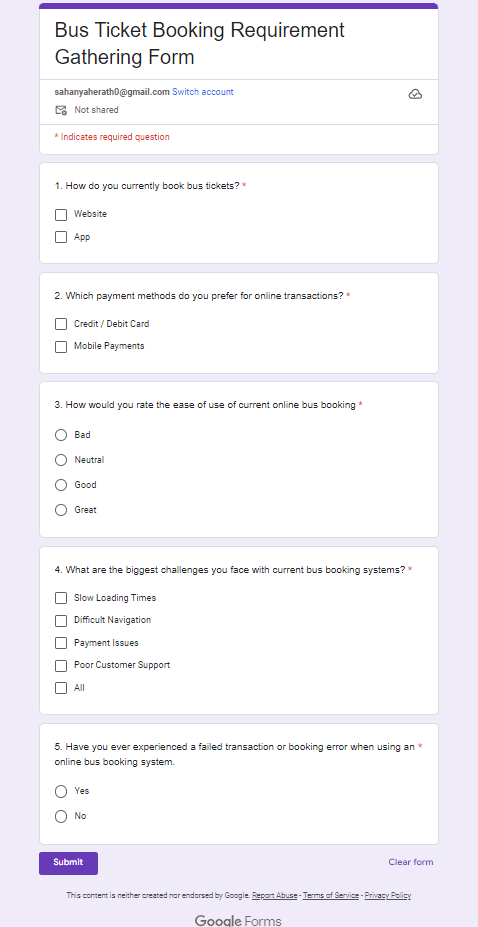 Bus Ticket Booking Requirement
Gathering Form
sahanyaherath0@gmail.com Switch account
Not shared
* Indicates required question
1. How do you currently book bus tickets? *
Website
App
2. Which payment methods do you prefer for online transactions? *
Credit / Debit Card
Mobile Payments
3. How would you rate the ease of use of current online bus booking *
Bad
Neutral
Good
Great
4. What are the biggest challenges you face with current bus booking systems? *
Slow Loading Times
Difficult Navigation
Payment Issues
Poor Customer Support
All
5. Have you ever experienced a failed transaction or booking error when using an *
online bus booking system.
Yes
No
Submit
Clear form
This content is neither created nor endorsed by Google. Report Abuse - Terms of Service - Privacy Policy
Google Forms